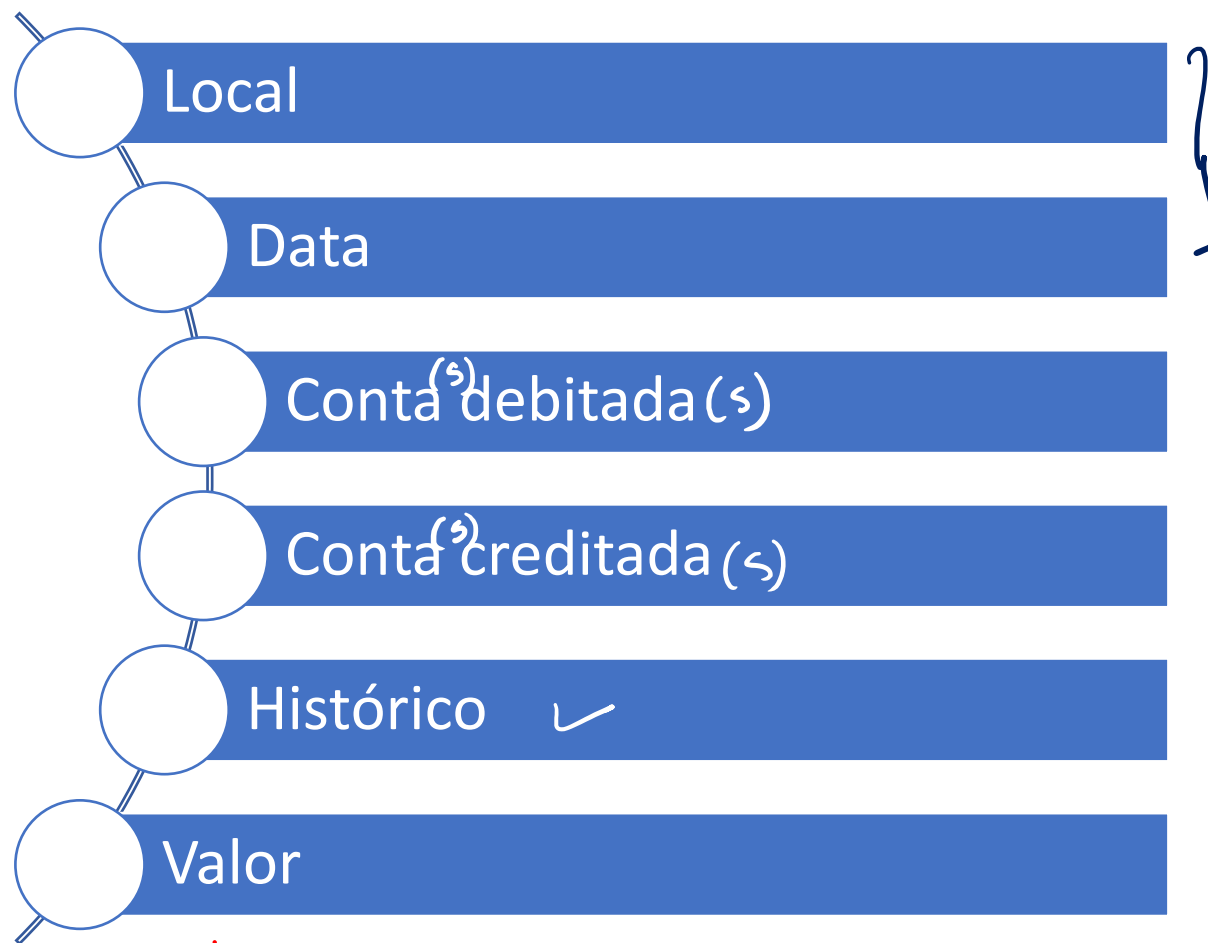 Local
Data
Conta(s) debitada(s)
Conta(s) creditada(s)
Histórico
Valor